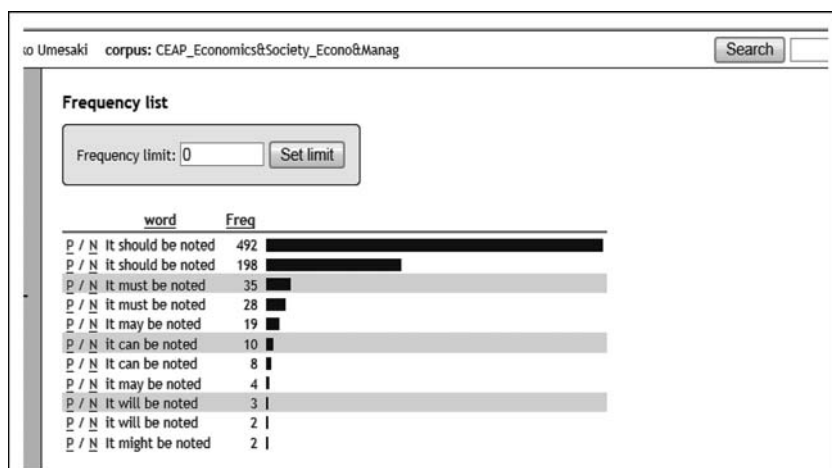 ko Umesaki corpus: CEAP_Economics&Society_Econo&Manag Search
Frequency list
Frequency limit: 0 Set limit
word Freq
P / N It should be noted 492
P / N it should be noted 198
P / N It must be noted 35
P / N it must be noted 28
P / N It may be noted 19
P / N it can be noted 10
P / N It can be noted 8
P / N it may be noted 4
P / N It will be noted 3
P / N it will be noted 2
P / N It might be noted 2